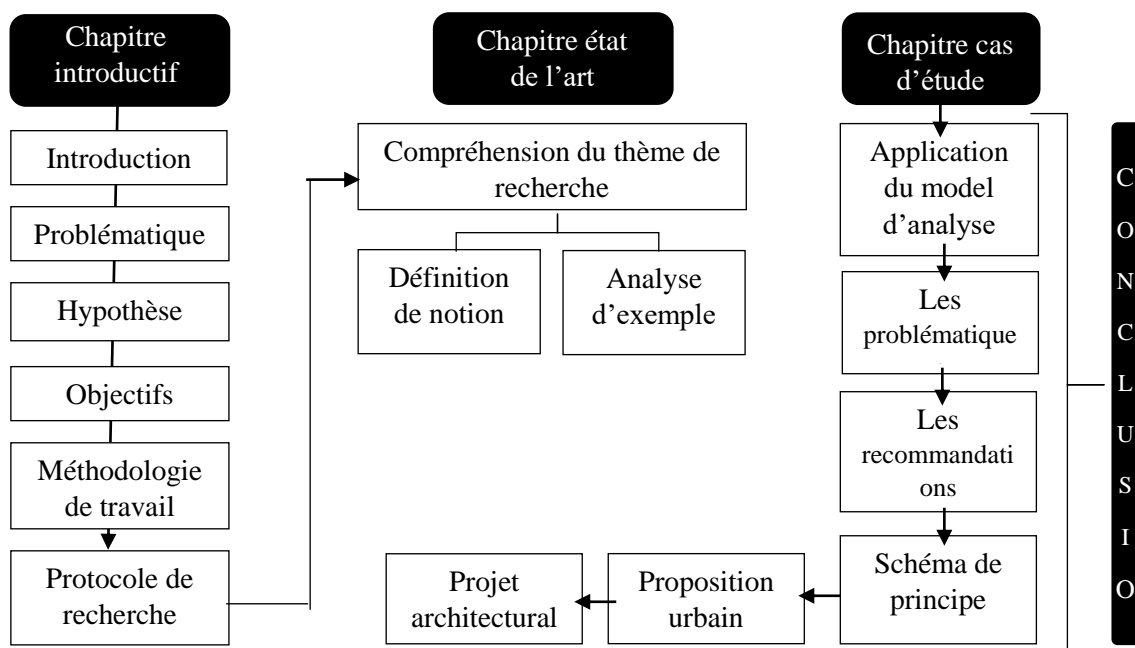 Chapitre
introductif
Introduction
Problématique
Hypothèse
Objectifs
Méthodologie
de travail
Protocole de
recherche
Chapitre état
de l’art
Compréhension du thème de
recherche
Définition
de notion
Analyse
d’exemple
Chapitre cas
d’étude
Application
du model
d’analyse
Les
problématique
Les
recommandati
ons
Schéma de
principe
Proposition
urbain
Projet
architectural
C
O
N
C
L
U
S
I
O